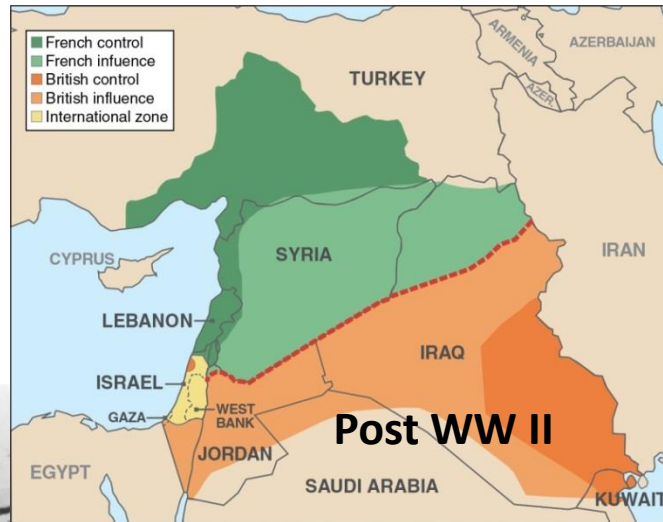 French control
French infuence
British control
British influence
International zone
ARMENIA
AZERBAIJAN
AZER.
TURKEY
CYPRUS
SYRIA
IRAN
LEBANON
IRAQ
ISRAEL
GAZA
WEST
BANK
Post WW II
JORDAN
EGYPT
SAUDI ARABIA
KUWAIT